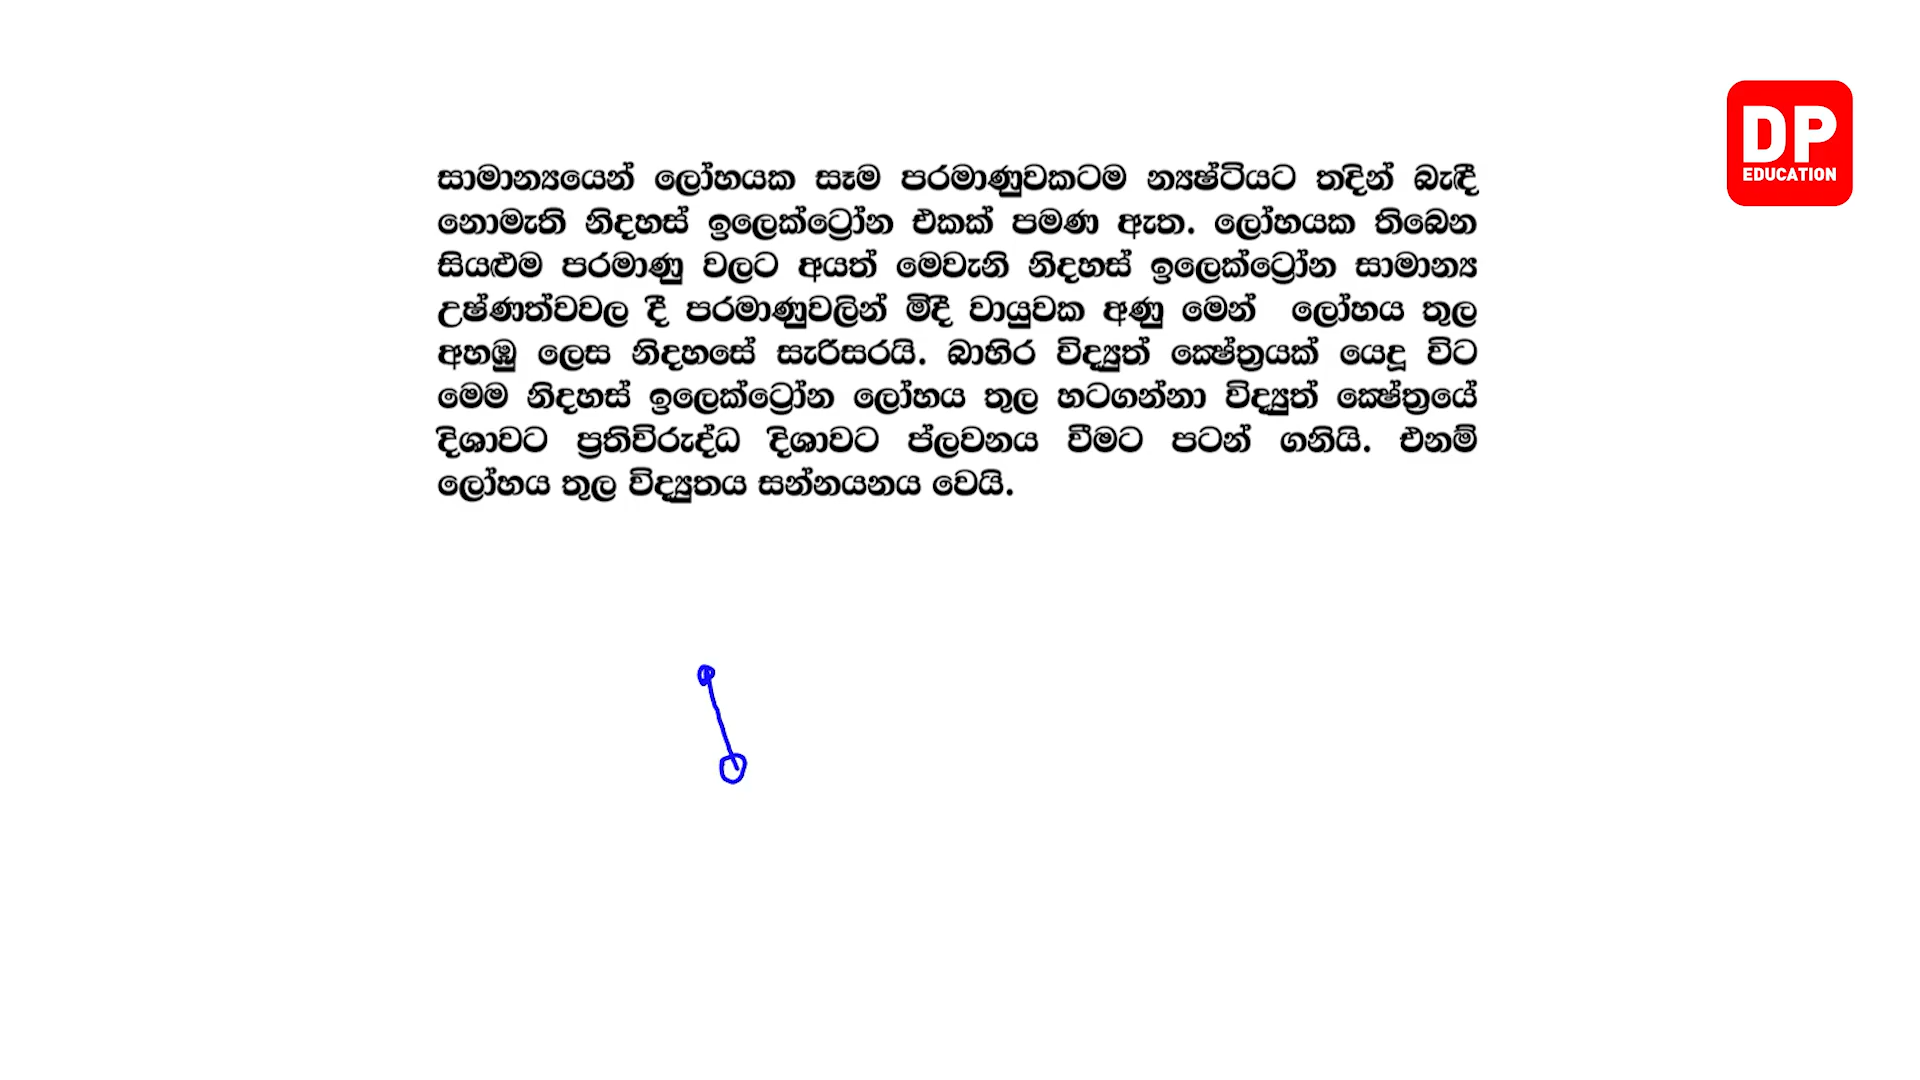 සාමාන්‍යයෙන් ලෝහයක සෑම පරමාණුවකටම න්‍යෂ්ටියට තදින් බැඳී
නොමැති නිදහස් ඉලෙක්ට්‍රෝන එකක් පමණ ඇත. ලෝහයක තිබෙන
සියළුම පරමාණු වලට අයත් මෙවැනි නිදහස් ඉලෙක්ට්‍රෝන සාමාන්‍ය
උෂ්ණත්වවල දී පරමාණුවලින් මිදී වායුවක අණු මෙන් ලෝහය තුල
අහඹු ලෙස නිදහසේ සැරිසරයි. බාහිර විද්‍යුත් ක්‍ෂේත්‍රයක් යෙදූ විට
මෙම නිදහස් ඉලෙක්ට්‍රෝන ලෝහය තුල හටගන්නා විද්‍යුත් ක්‍ෂේත්‍රයේ
දිශාවට ප්‍රතිවිරුද්ධ දිශාවට ප්ලවනය වීමට පටන් ගනියි. එනම්
ලෝහය තුල විද්‍යුතය සන්නයනය වෙයි.
DP
EDUCATION